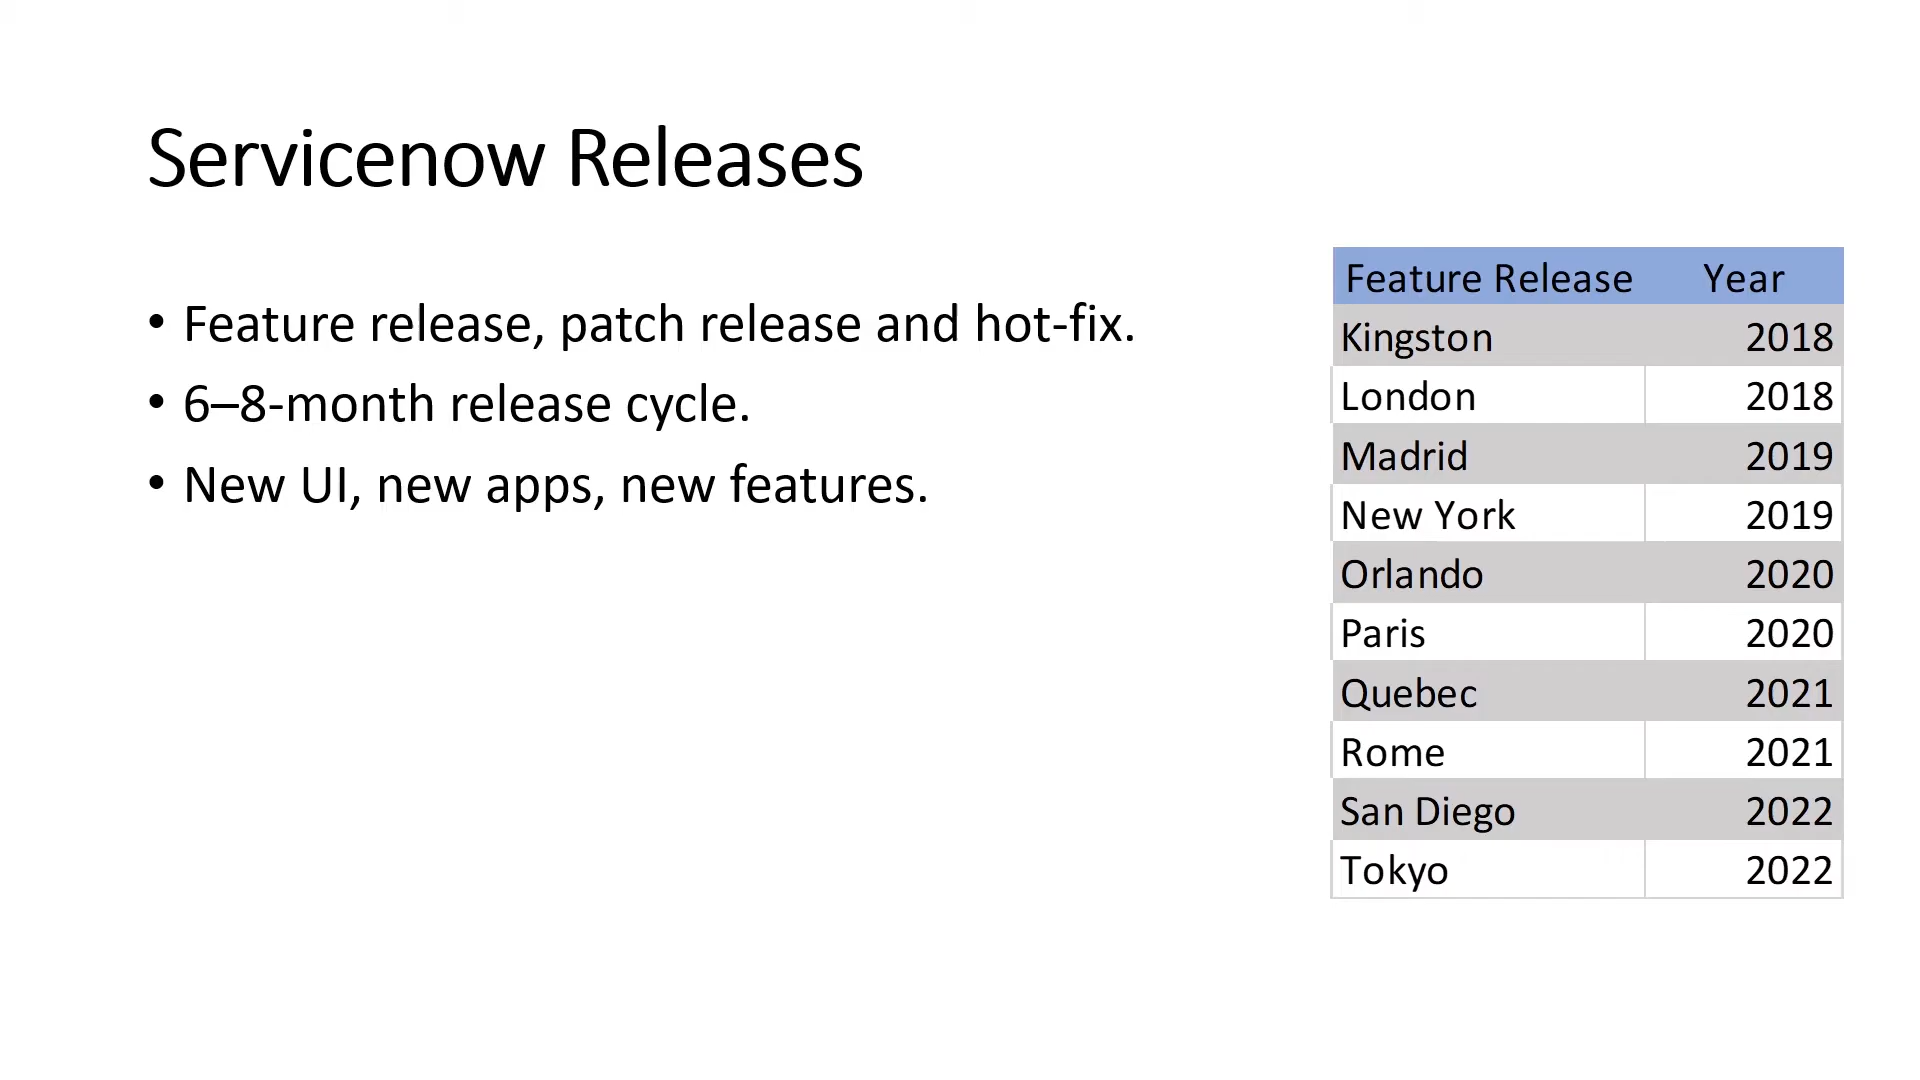 Servicenow Releases
• Feature release, patch release and hot-fix.
• 6–8-month release cycle.
• New UI, new apps, new features.
Feature Release Year
Kingston 2018
London 2018
Madrid 2019
New York 2019
Orlando 2020
Paris 2020
Quebec 2021
Rome 2021
San Diego 2022
Tokyo 2022